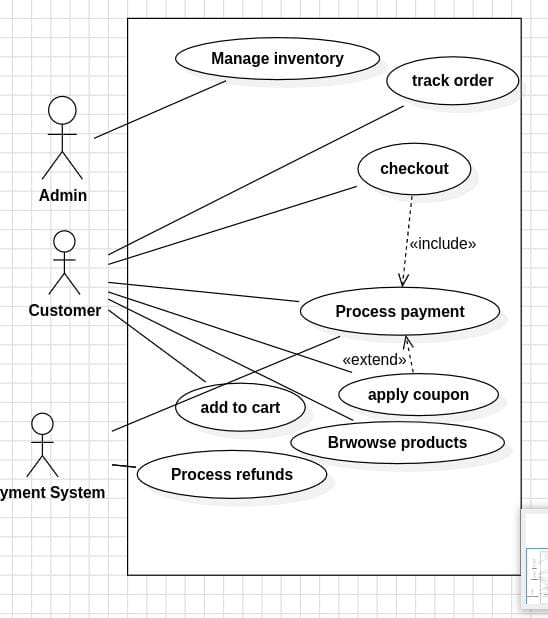 Manage inventory
track order
checkout
Admin
«include»
Customer
Process payment
«extend»
apply coupon
add to cart
Brwowse products
Process refunds
yment System